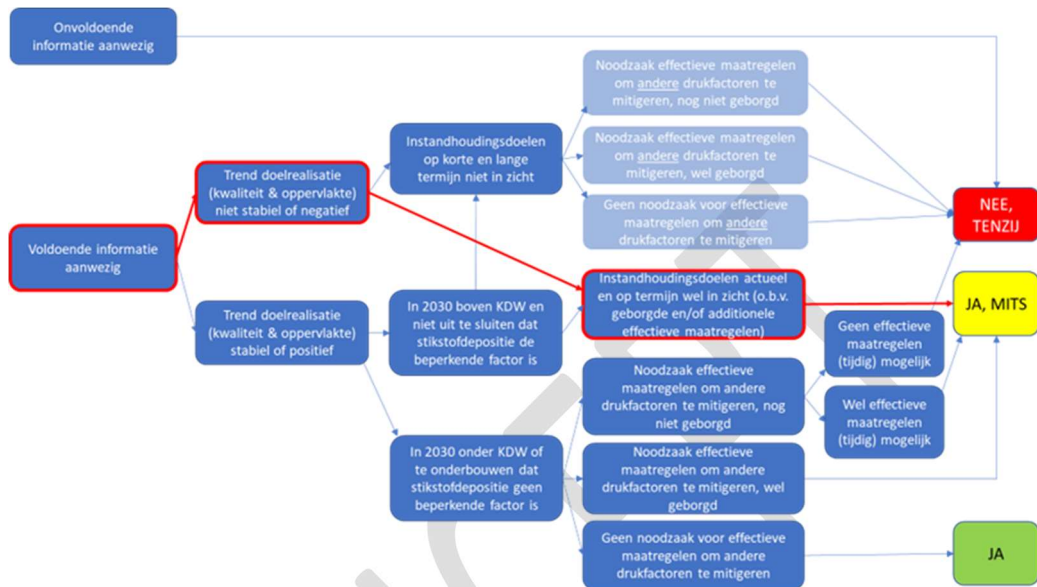 Onvoldoende
informatie aanwezig
Noodzaak effectieve maatregelen
om andere drukfactoren te
mitigeren, nog niet geborgd
Instandhoudingsdoelen
op korte en lange
termijn niet in zicht
Noodzaak effectieve maatregelen
om andere drukfactoren te
mitigeren, wel geborgd
Trend doelrealisatie
(kwaliteit & oppervlakte)
niet stabiel of negatief
Geen noodzaak voor effectieve
maatregelen om andere
drukfactoren te mitigeren
NEE,
TENZIJ
Voldoende informatie
aanwezig
Instandhoudingsdoelen actueel
en op termijn wel in zicht (o.b.v.
geborgde en/of additionele
effectieve maatregelen)
JA, MITS
Trend doelrealisatie
(kwaliteit & oppervlakte)
stabiel of positief
In 2030 boven KDW en
niet uit te sluiten dat
stikstofdepositie de
beperkende factor is
Geen effectieve
maatregelen
(tijdig) mogelijk
Noodzaak effectieve
maatregelen om andere
drukfactoren te mitigeren, nog
niet geborgd
Wel effectieve
maatregelen
(tijdig) mogelijk
In 2030 onder KDW of
te onderbouwen dat
stikstofdepositie geen
beperkende factor is
Noodzaak effectieve
maatregelen om andere
drukfactoren te mitigeren, wel
geborgd
Geen noodzaak voor effectieve
maatregelen om andere
drukfactoren te mitigeren
JA